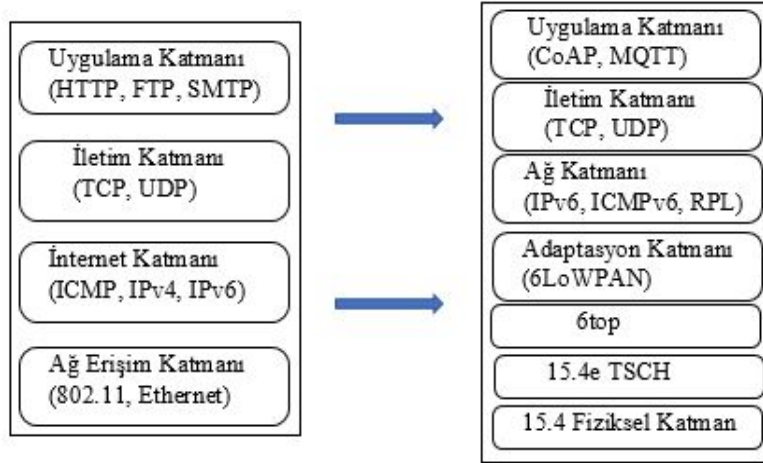 Uygulama Katmanı
(HTTP, FTP, SMTP)
İletim Katmanı
(TCP, UDP)
İnternet Katmanı
(ICMP, IPv4, IPv6)
Ağ Erişim Katmanı
(802.11, Ethernet)
Uygulama Katmanı
(CoAP, MQTT)
İletim Katmanı
(TCP, UDP)
Ağ Katmanı
(IPv6, ICMPv6, RPL)
Adaptasyon Katmanı
(6LoWPAN)
6top
15.4e TSCH
15.4 Fiziksel Katman